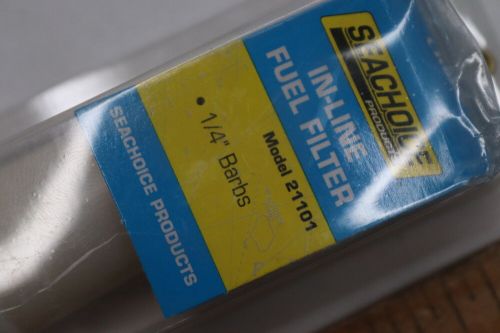 SEACHOICE
PRODUCTS
IN-LINE
FUEL FILTER
Model 21101
• 1/4" Barbs
SEACHOICE PRODUCTS